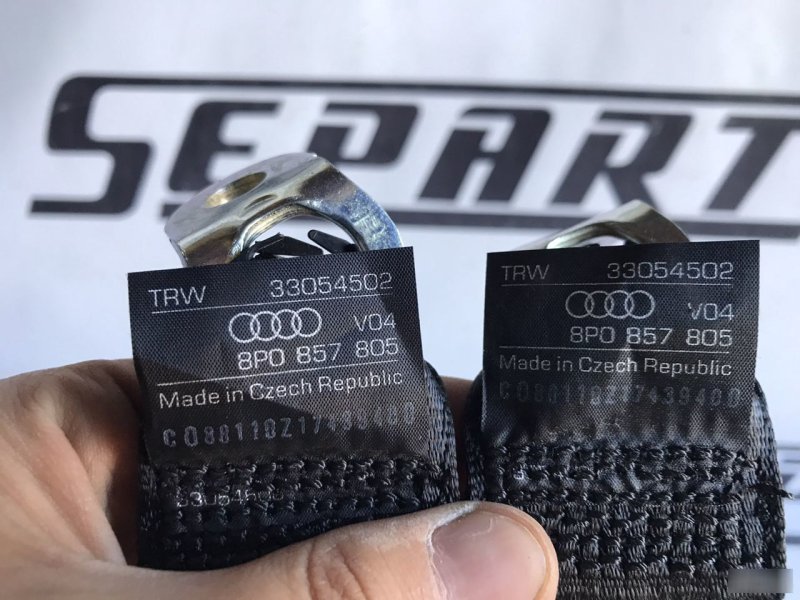 SEPART
TRW 33054502
V04
8P0 857 805
Made in Czech Republic
TRW 33054502
V04
8P0 857 805
Made in Czech Republic